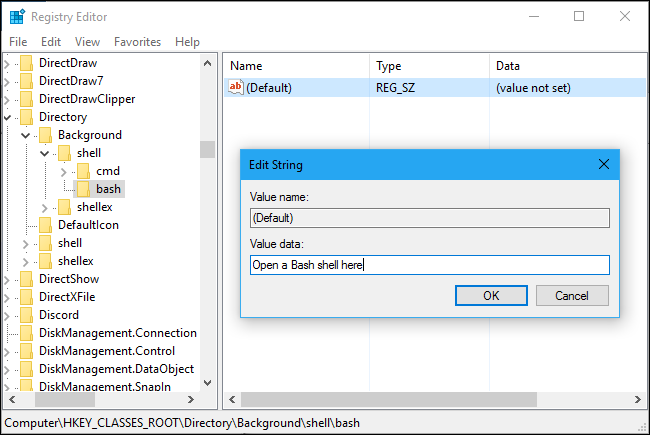 Registry Editor
File Edit View Favorites Help
DirectDraw
DirectDraw7
DirectDrawClipper
Directory
Background
shell
cmd
bash
shellex
DefaultIcon
shell
shellex
DirectShow
DirectXFile
Discord
DiskManagement.Connection
DiskManagement.Control
DiskManagement.DataObject
DiskManagement.SnapIn
Name Type Data
ab (Default) REG_SZ (value not set)
Edit String
Value name:
(Default)
Value data:
Open a Bash shell here
OK Cancel
Computer\HKEY_CLASSES_ROOT\Directory\Background\shell\bash